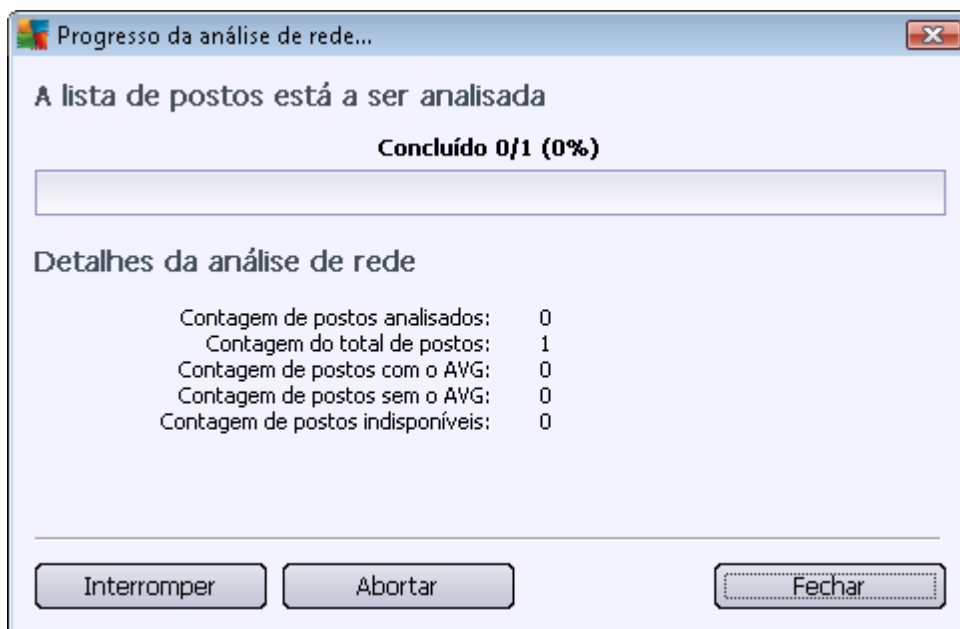 Progresso da análise de rede...
A lista de postos está a ser analisada
Concluído 0/1 (0%)
Detalhes da análise de rede
Contagem de postos analisados: 0
Contagem do total de postos: 1
Contagem de postos com o AVG: 0
Contagem de postos sem o AVG: 0
Contagem de postos indisponíveis: 0
Interromper Abortar Fechar